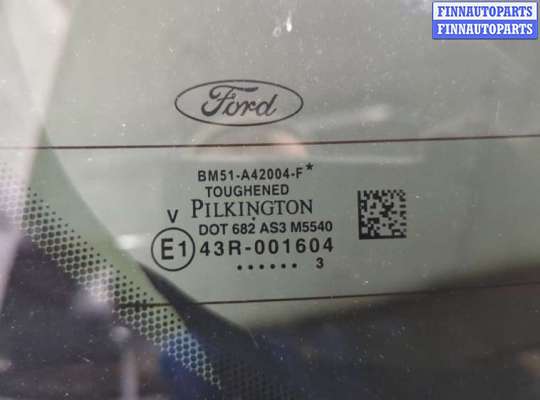 FINNAUTOPARTS
FINNAUTOPARTS
Ford
BM51-A42004-F*
TOUGHENED
V PILKINGTON
DOT 682 AS3 M5540
E1 43R-001604
...... 3